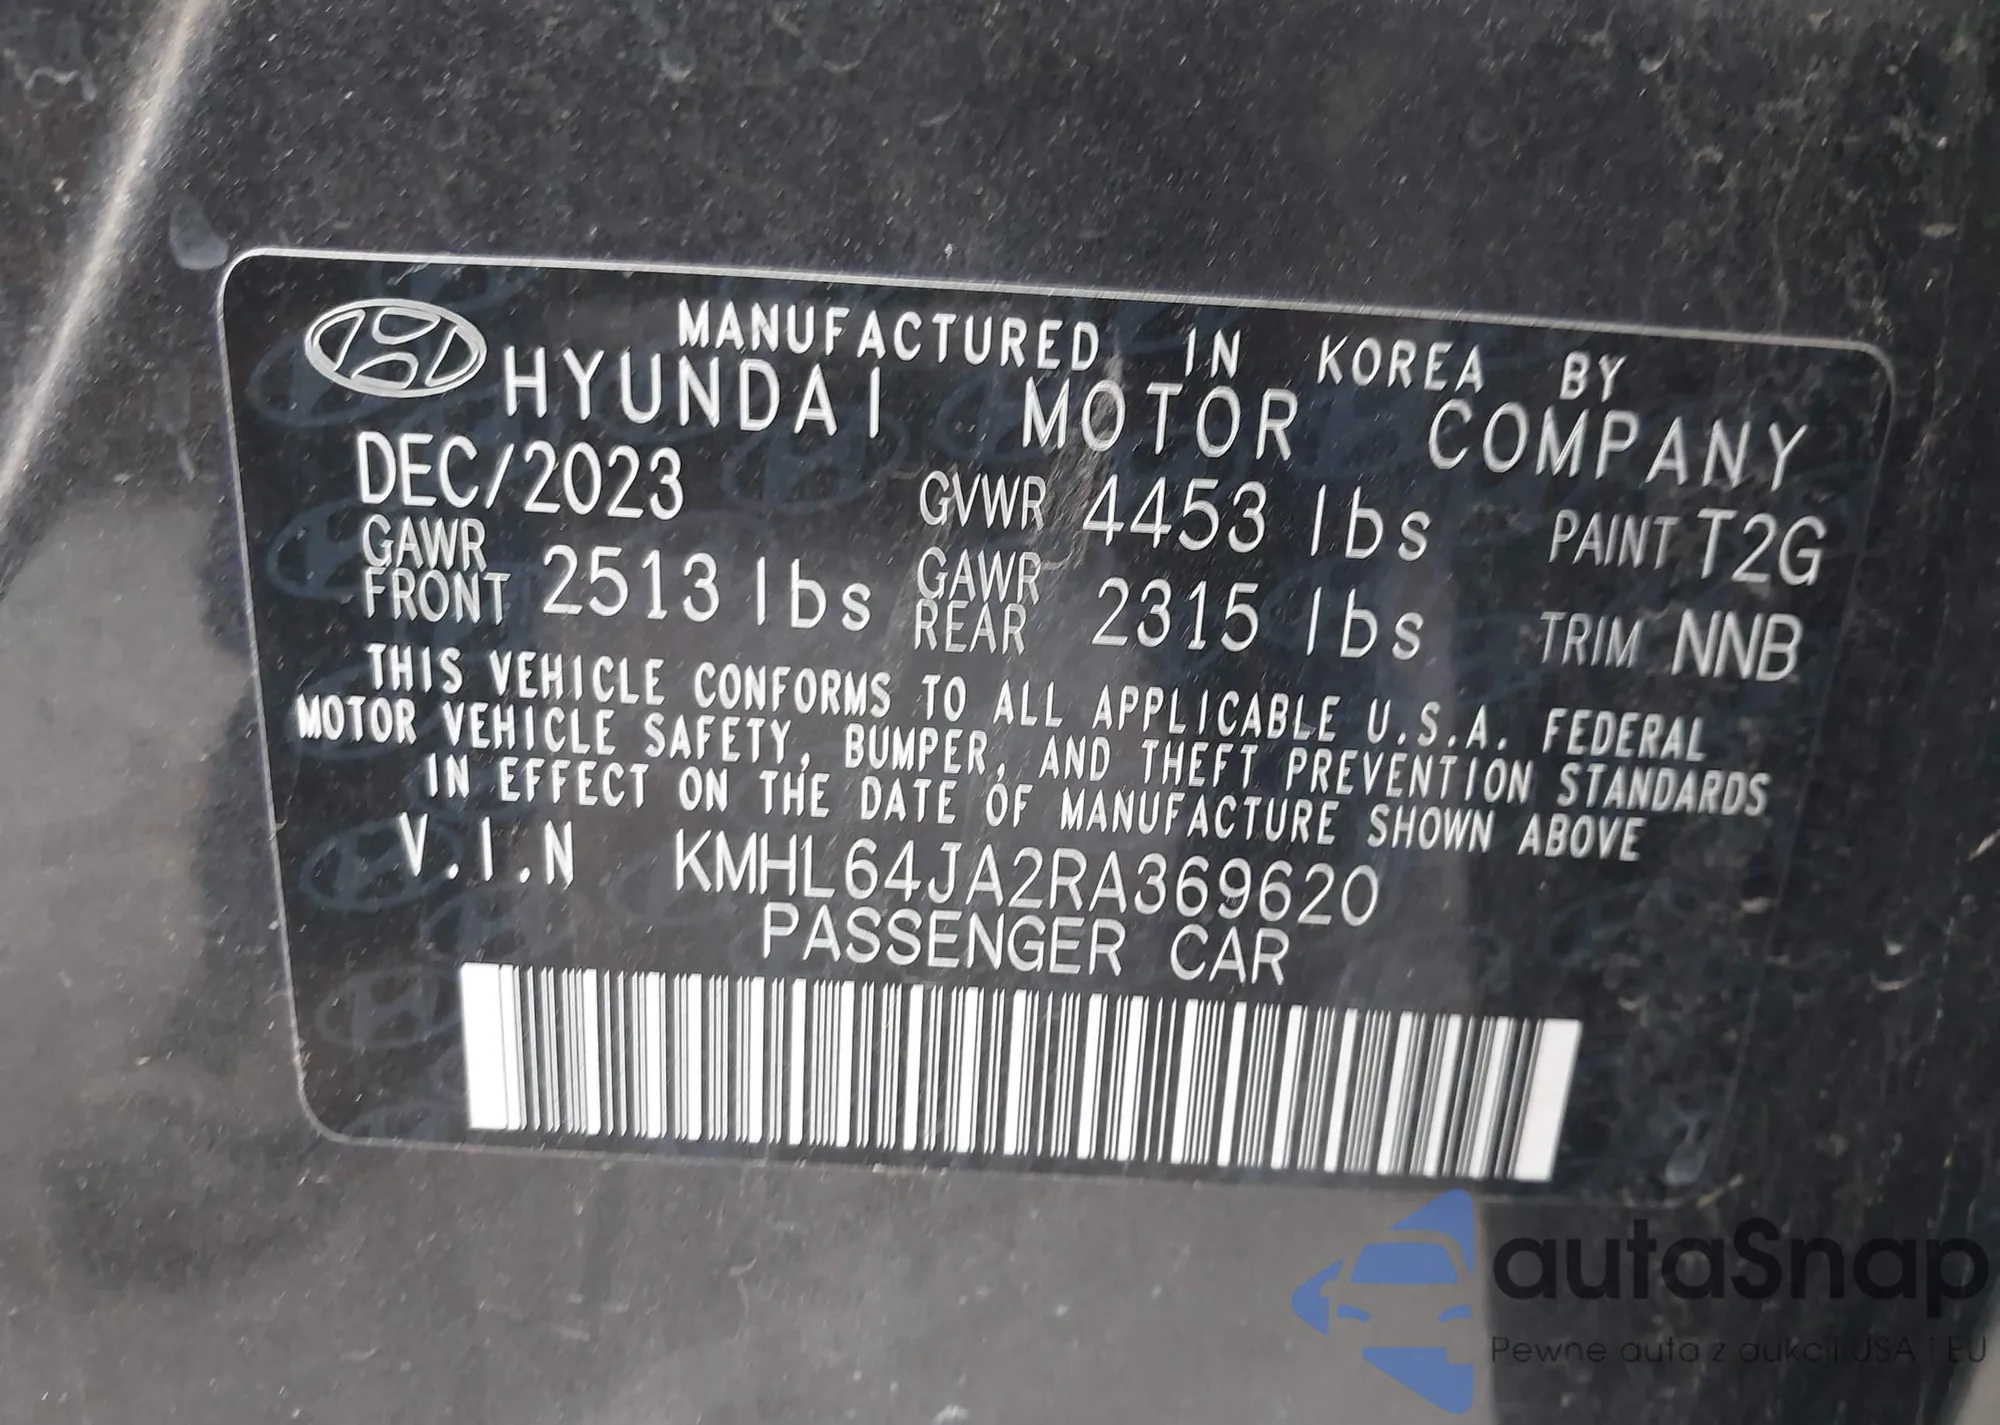 MANUFACTURED IN KOREA BY
HYUNDAI MOTOR COMPANY
DEC/2023 GVWR 4453 lbs PAINT T2G
GAWR FRONT 2513 lbs GAWR REAR 2315 lbs TRIM NNB
THIS VEHICLE CONFORMS TO ALL APPLICABLE U.S.A. FEDERAL
MOTOR VEHICLE SAFETY, BUMPER, AND THEFT PREVENTION STANDARDS
IN EFFECT ON THE DATE OF MANUFACTURE SHOWN ABOVE
V.I.N KMHL64JA2RA369620
PASSENGER CAR
autaSnap
Pewne auta z aukcji USA i EU